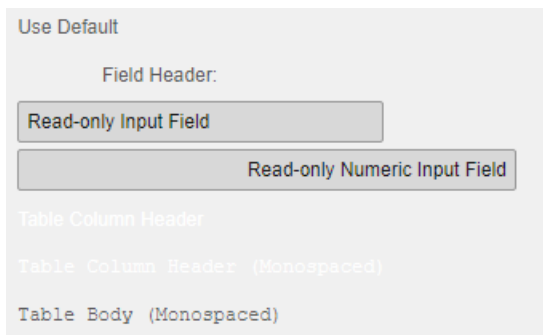 Use Default
Field Header:
Read-only Input Field
Read-only Numeric Input Field
Table Column Header
Table Column Header (Monospaced)
Table Body (Monospaced)